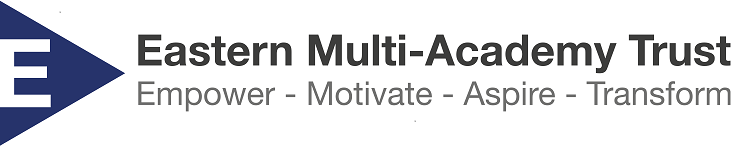 E
Eastern Multi-Academy Trust
Empower - Motivate - Aspire - Transform